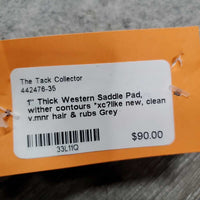 The Tack Collector
442476-35
1" Thick Western Saddle Pad,
wither contours *xc?like new, clean
v.mnr hair & rubs Grey
$90.00
33L11Q